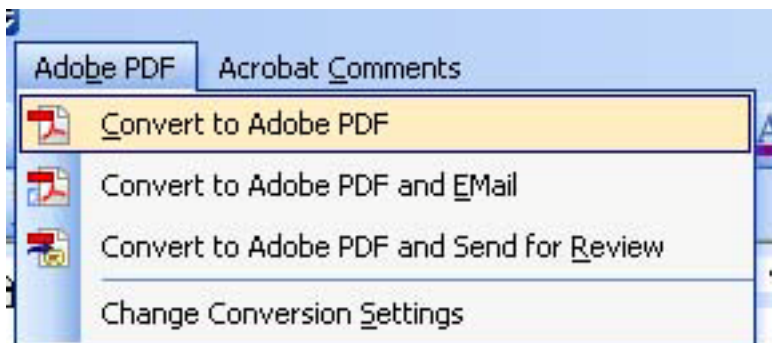 Adobe PDF Acrobat Comments
Convert to Adobe PDF
Convert to Adobe PDF and EMail
Convert to Adobe PDF and Send for Review
Change Conversion Settings